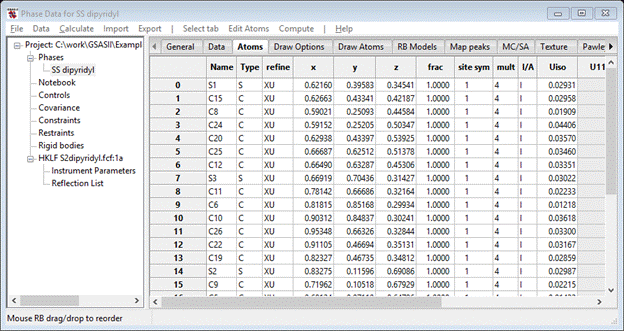 Phase Data for SS dipyridyl
File Data Calculate Import Export | Select tab Edit Atoms Compute | Help
Project: C:\work\GSASII\Exampl
Phases
SS dipyridyl
Notebook
Controls
Covariance
Constraints
Restraints
Rigid bodies
HKLF S2dipyridyl.fcf:1a
Instrument Parameters
Reflection List
General Data Atoms Draw Options Draw Atoms RB Models Map peaks MC/SA Texture Pawley
Name Type refine x y z frac site sym mult I/A Uiso U11
0 S1 S XU 0.62160 0.39583 0.34541 1.0000 1 4 I 0.02931
1 C15 C XU 0.62663 0.43341 0.42187 1.0000 1 4 I 0.02958
2 C8 C XU 0.59021 0.25093 0.44584 1.0000 1 4 I 0.01909
3 C24 C XU 0.59152 0.25205 0.50347 1.0000 1 4 I 0.04406
4 C20 C XU 0.62938 0.43397 0.53925 1.0000 1 4 I 0.03570
5 C25 C XU 0.66687 0.62512 0.51378 1.0000 1 4 I 0.03460
6 C12 C XU 0.66490 0.63287 0.45306 1.0000 1 4 I 0.03351
7 S3 S XU 0.66919 0.70436 0.31427 1.0000 1 4 I 0.03022
8 C11 C XU 0.78142 0.66686 0.32164 1.0000 1 4 I 0.02233
9 C6 C XU 0.81815 0.85168 0.29934 1.0000 1 4 I 0.01218
10 C10 C XU 0.90312 0.84837 0.30241 1.0000 1 4 I 0.03618
11 C26 C XU 0.95348 0.66326 0.32844 1.0000 1 4 I 0.03300
12 C22 C XU 0.91105 0.46694 0.35131 1.0000 1 4 I 0.03167
13 C19 C XU 0.82327 0.46735 0.34812 1.0000 1 4 I 0.02859
14 S2 S XU 0.83275 0.11596 0.69086 1.0000 1 4 I 0.02987
15 C9 C XU 0.71962 0.10518 0.67929 1.0000 1 4 I 0.02215
Mouse RB drag/drop to reorder